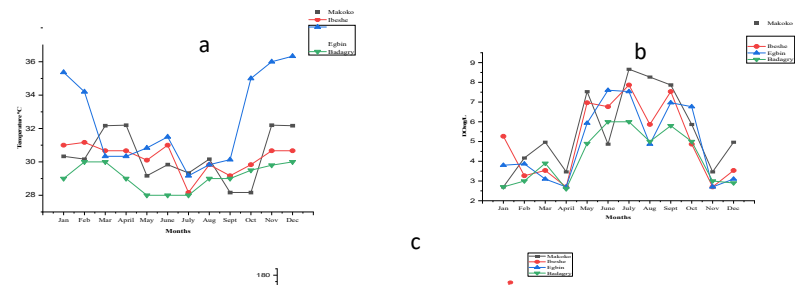 a
Makoko
Ibeshe
Egbin
Badagry
Temperature°C
36
34
32
30
28
Jan Feb Mar April May June July Aug Sept Oct Nov Dec
Months
b
Makoko
Ibeshe
Egbin
Badagry
9
8
7
6
5
4
3
2
Jan Feb Mar April May June July Aug Sept Oct Nov Dec
Months
c
Makoko
Ibeshe
Egbin
Badagry
180